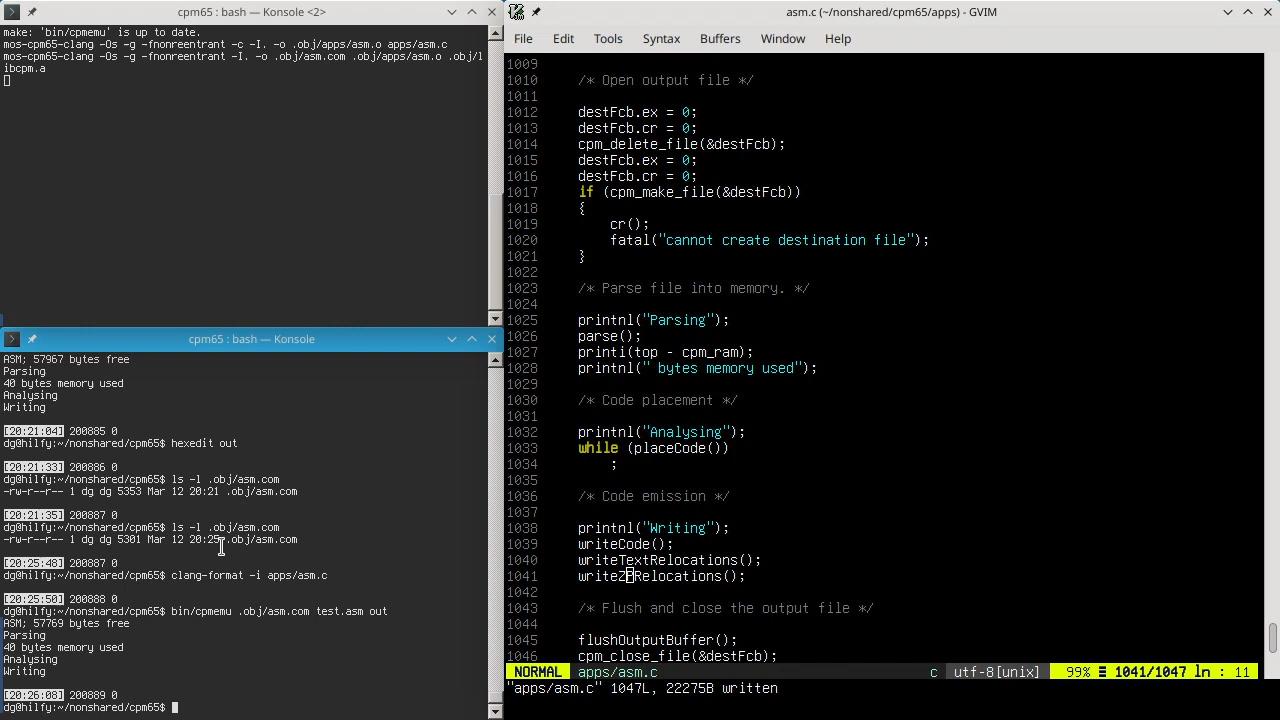 cpm65 : bash — Konsole <2>
make: 'bin/cpmemu' is up to date.
mos-cpm65-clang -Os -g -fnonreentrant -c -I. -o .obj/apps/asm.o apps/asm.c
mos-cpm65-clang -Os -g -fnonreentrant -I. -o .obj/asm.com .obj/apps/asm.o .obj/l
ibcpm.a
cpm65 : bash — Konsole
ASM; 57967 bytes free
Parsing
40 bytes memory used
Analysing
Writing
[20:21:04] 200885 0
dg@hilfy:~/nonshared/cpm65$ hexedit out
[20:21:33] 200886 0
dg@hilfy:~/nonshared/cpm65$ ls -l .obj/asm.com
-rw-r--r-- 1 dg dg 5353 Mar 12 20:21 .obj/asm.com
[20:21:35] 200887 0
dg@hilfy:~/nonshared/cpm65$ ls -l .obj/asm.com
-rw-r--r-- 1 dg dg 5301 Mar 12 20:25 .obj/asm.com
[20:25:48] 200887 0
dg@hilfy:~/nonshared/cpm65$ clang-format -i apps/asm.c
[20:25:50] 200888 0
dg@hilfy:~/nonshared/cpm65$ bin/cpmemu .obj/asm.com test.asm out
ASM; 57769 bytes free
Parsing
40 bytes memory used
Analysing
Writing
[20:26:08] 200889 0
dg@hilfy:~/nonshared/cpm65$
asm.c (~/nonshared/cpm65/apps) - GVIM
File Edit Tools Syntax Buffers Window Help
1009
1010 /* Open output file */
1011
1012 destFcb.ex = 0;
1013 destFcb.cr = 0;
1014 cpm_delete_file(&destFcb);
1015 destFcb.ex = 0;
1016 destFcb.cr = 0;
1017 if (cpm_make_file(&destFcb))
1018 {
1019 cr();
1020 fatal("cannot create destination file");
1021 }
1022
1023 /* Parse file into memory. */
1024
1025 printnl("Parsing");
1026 parse();
1027 printi(top - cpm_ram);
1028 printnl(" bytes memory used");
1029
1030 /* Code placement */
1031
1032 printnl("Analysing");
1033 while (placeCode())
1034 ;
1035
1036 /* Code emission */
1037
1038 printnl("Writing");
1039 writeCode();
1040 writeTextRelocations();
1041 writeZPRelocations();
1042
1043 /* Flush and close the output file */
1044
1045 flushOutputBuffer();
1046 cpm_close_file(&destFcb);
NORMAL apps/asm.c c utf-8[unix] 99% ≡ 1041/1047 ln : 11
"apps/asm.c" 1047L, 22275B written